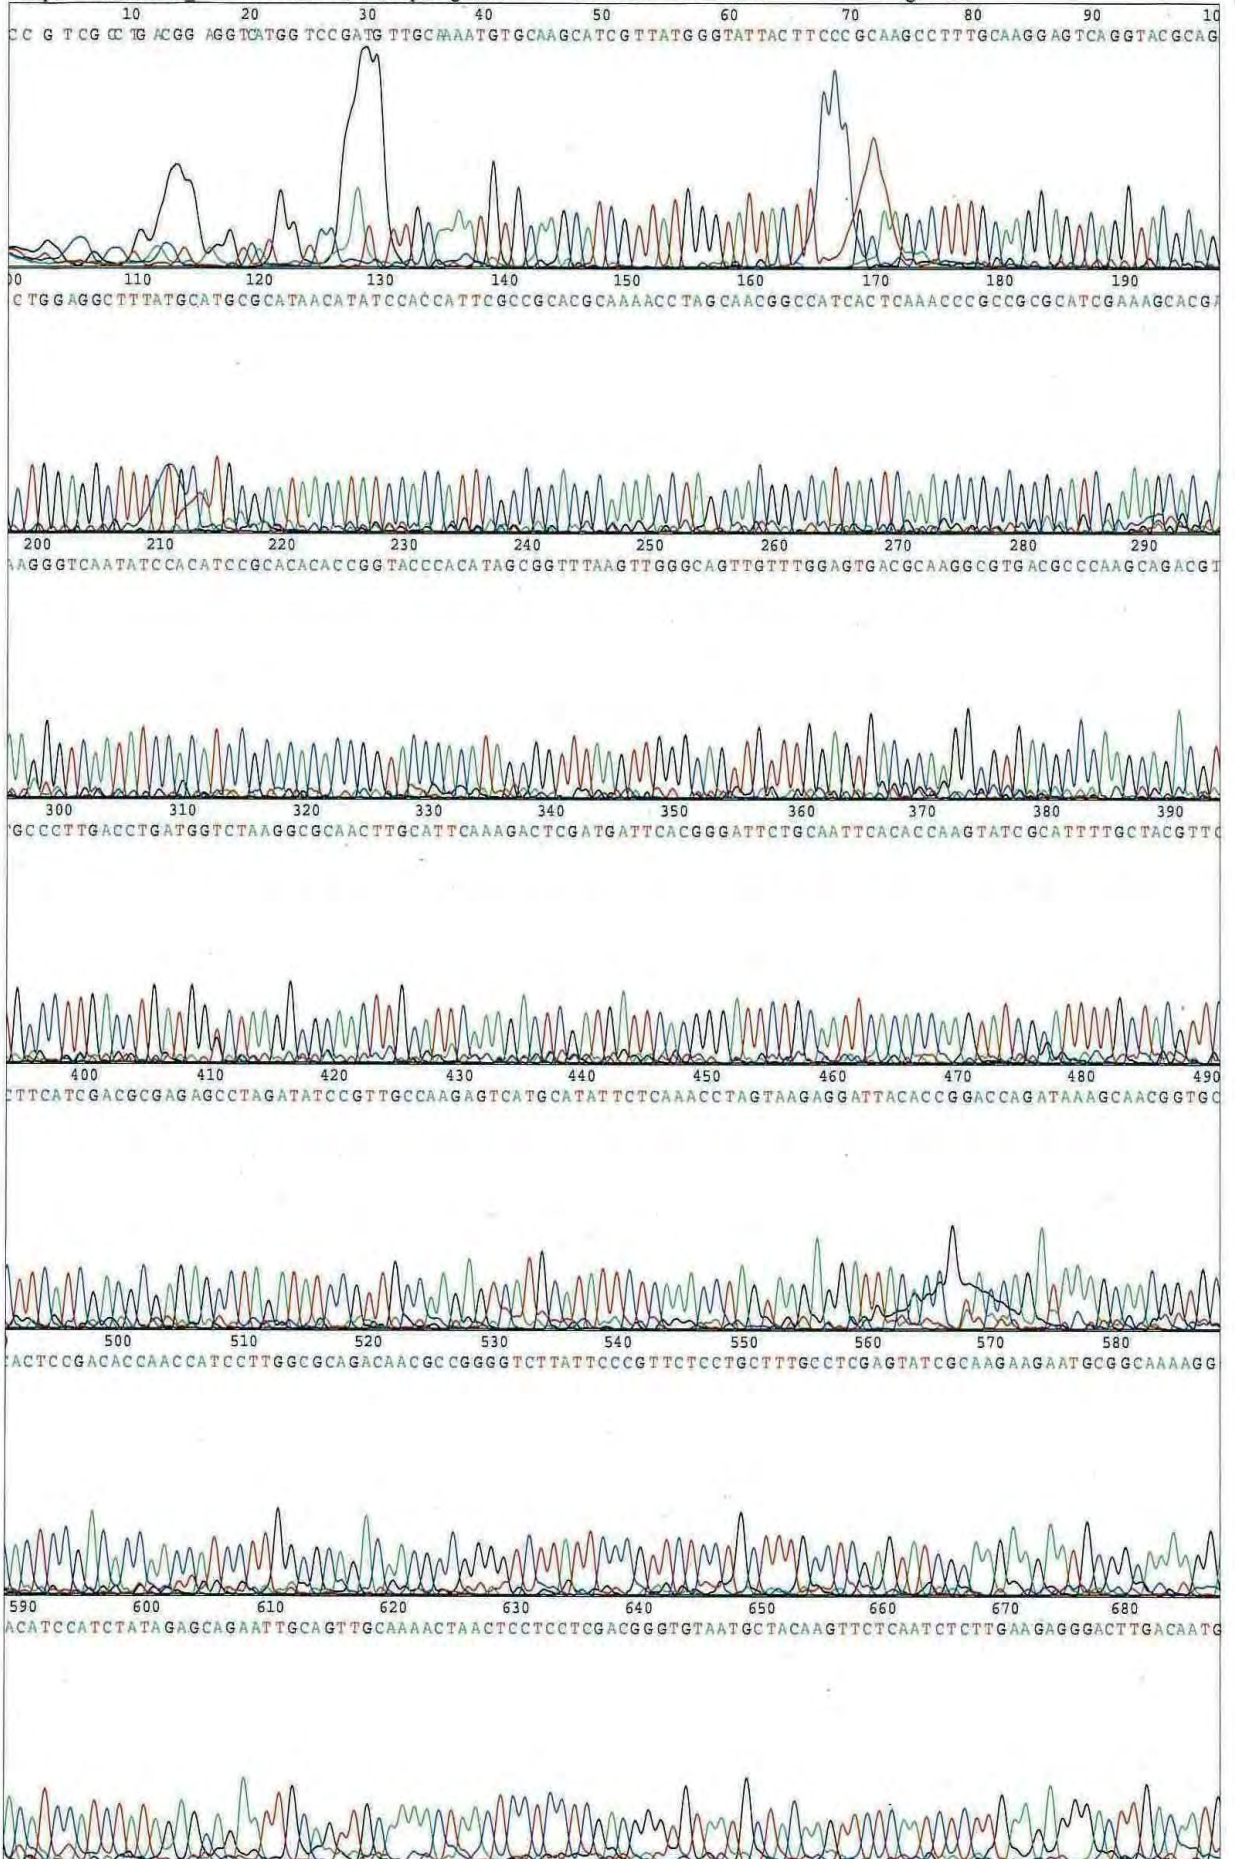 10 20 30 40 50 60 70 80 90 10
C C G TCG CC TG ACGG AGGTCATGGTCCGATG TTGCAAAATGTGCAAGCATCGTTATGGGTATTACTTCCCGCAAGCCTTTGCAAGGAGTCAGGTACGCAG
00 110 120 130 140 150 160 170 180 190
CTGGAGGCTTTATGCATGCGCATAACATATCCACCATTCGCCGCACGCAAAACCTAGCAACGGCCATCACTCAAACCCGCCGCGCATCGAAAGCACGA
200 210 220 230 240 250 260 270 280 290
AAGGGTCAATATCCACATCCGCACACACCGGTACCCACATAGCGGTTTAAGTTGGGCAGTTGTTTGGAGTGACGCAAGGCGTGACGCCCAAGCAGACGT
300 310 320 330 340 350 360 370 380 390
GCCCTTGACCTGATGGTCTAAGGCGCAACTTGCATTCAAAGACTCGATGATTCACGGGATTCTGCAATTCACACCAAGTATCGCATTTTGCTACGTTC
400 410 420 430 440 450 460 470 480 490
TTCATCGACGCGAGAGCCTAGATATCCGTTGCCAAGAGTCATGCATATTCTCAAACCTAGTAAGAGGATTACACCGGACCAGATAAAGCAACGGTGC
500 510 520 530 540 550 560 570 580
ACTCCGACACCAACCATCCTTGGCGCAGACAACGCCGGGGTCTTATTCCCGTTCTCCTGCTTTGCCTCGAGTATCGCAAGAAGAATGCGGCAAAAGG
590 600 610 620 630 640 650 660 670 680
ACATCCATCTATAGAGCAGAATTGCAGTTGCAAAACTAACTCCTCCTCGACGGGTGTAATGCTACAAGTTCTCAATCTCTTGAAGAGGGACTTGACAATG